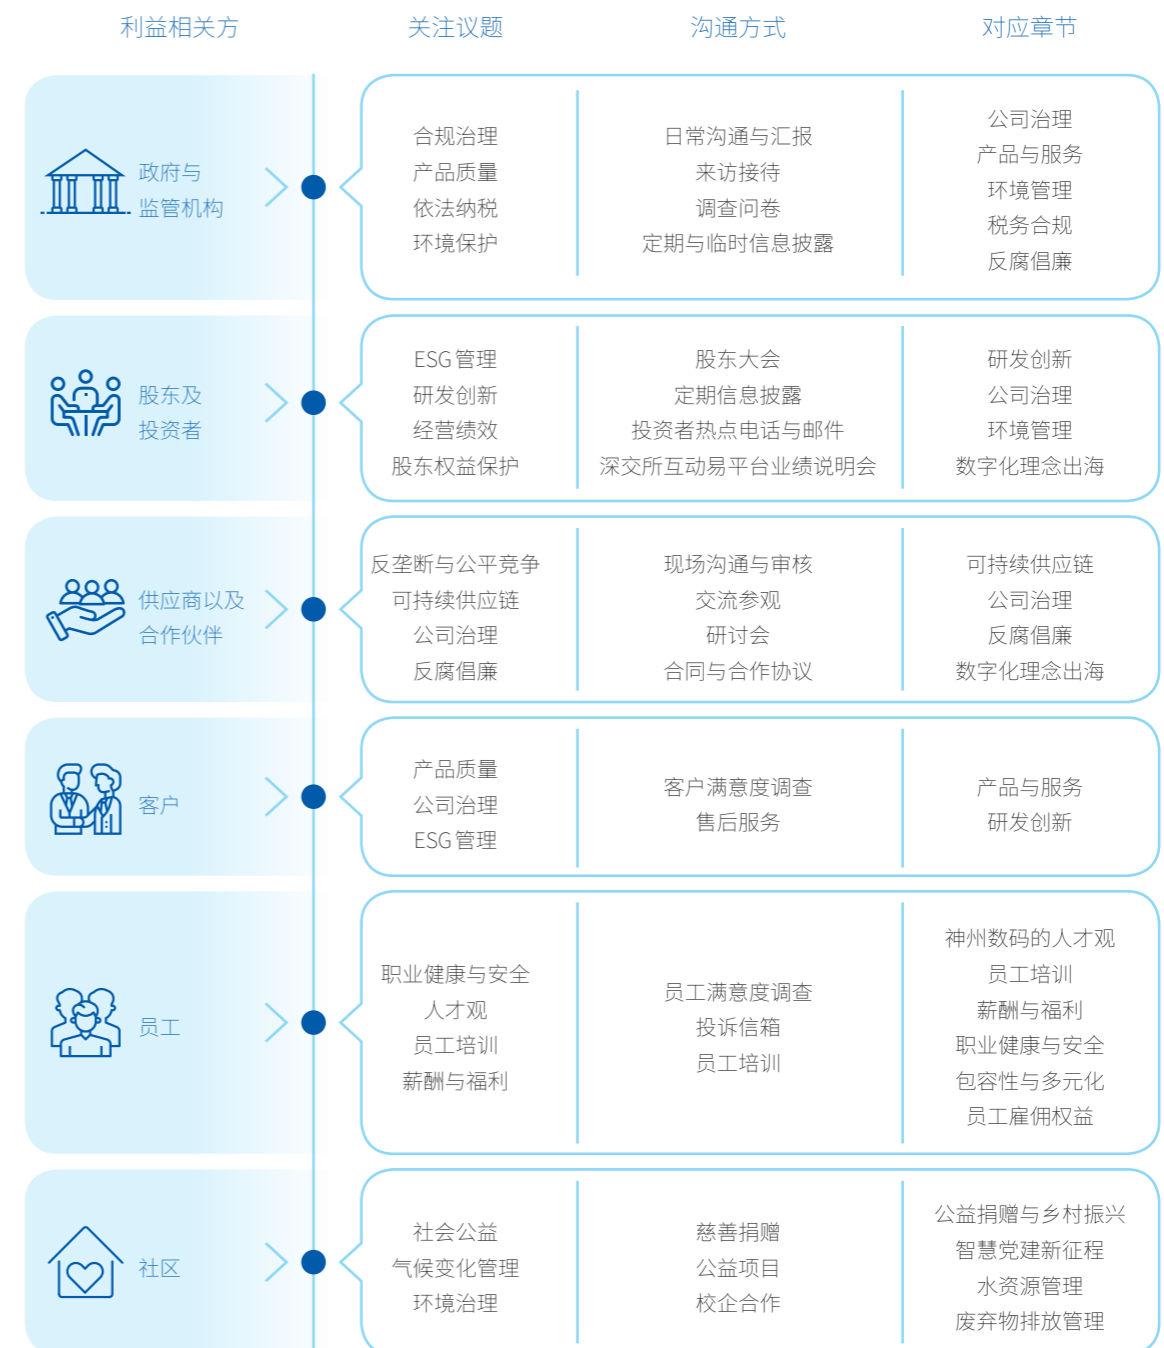 利益相关方
关注议题
沟通方式
对应章节
政府与
监管机构
合规治理
产品质量
依法纳税
环境保护
日常沟通与汇报
来访接待
调查问卷
定期与临时信息披露
公司治理
产品与服务
环境管理
税务合规
反腐倡廉
股东及
投资者
ESG管理
研发创新
经营绩效
股东权益保护
股东大会
定期信息披露
投资者热点电话与邮件
深交所互动易平台业绩说明会
研发创新
公司治理
环境管理
数字化理念出海
供应商以及
合作伙伴
反垄断与公平竞争
可持续供应链
公司治理
反腐倡廉
现场沟通与审核
交流参观
研讨会
合同与合作协议
可持续供应链
公司治理
反腐倡廉
数字化理念出海
客户
产品质量
公司治理
ESG管理
客户满意度调查
售后服务
产品与服务
研发创新
员工
职业健康与安全
人才观
员工培训
薪酬与福利
员工满意度调查
投诉信箱
员工培训
神州数码的人才观
员工培训
薪酬与福利
职业健康与安全
包容性与多元化
员工雇佣权益
社区
社会公益
气候变化管理
环境治理
慈善捐赠
公益项目
校企合作
公益捐赠与乡村振兴
智慧党建新征程
水资源管理
废弃物排放管理